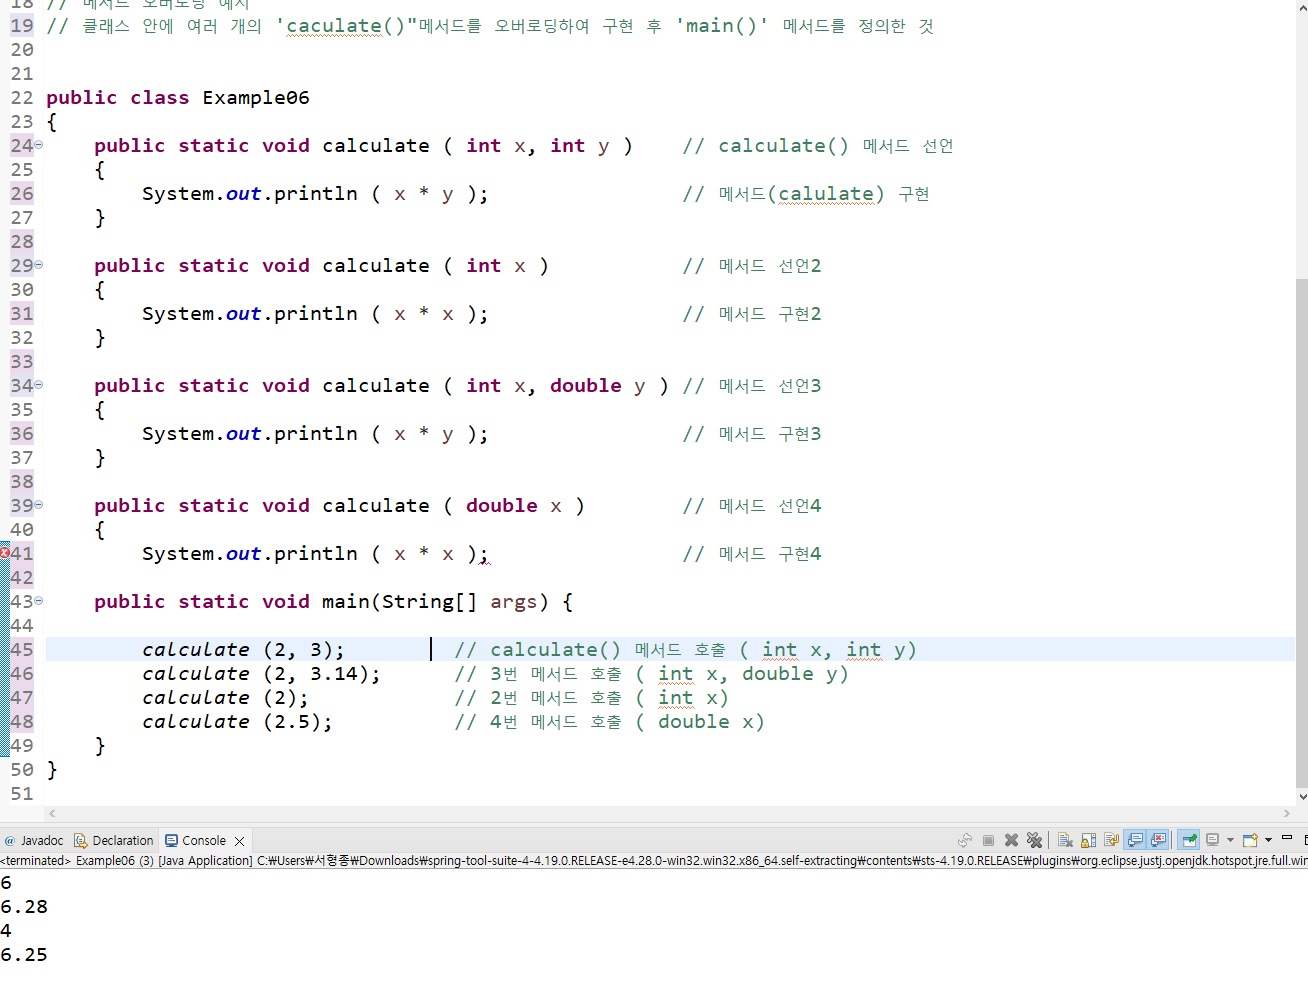 18 // 메서드 오버로딩 예시
19 // 클래스 안에 여러 개의 'caculate()"메서드를 오버로딩하여 구현 후 'main()' 메서드를 정의한 것
20
21
22 public class Example06
23 {
24 public static void calculate ( int x, int y ) // calculate() 메서드 선언
25 {
26 System.out.println ( x * y ); // 메서드(calulate) 구현
27 }
28
29 public static void calculate ( int x ) // 메서드 선언2
30 {
31 System.out.println ( x * x ); // 메서드 구현2
32 }
33
34 public static void calculate ( int x, double y ) // 메서드 선언3
35 {
36 System.out.println ( x * y ); // 메서드 구현3
37 }
38
39 public static void calculate ( double x ) // 메서드 선언4
40 {
41 System.out.println ( x * x ); // 메서드 구현4
42
43 public static void main(String[] args) {
44
45 calculate (2, 3); // calculate() 메서드 호출 ( int x, int y)
46 calculate (2, 3.14); // 3번 메서드 호출 ( int x, double y)
47 calculate (2); // 2번 메서드 호출 ( int x)
48 calculate (2.5); // 4번 메서드 호출 ( double x)
49 }
50 }
51
@ Javadoc Declaration Console
<terminated> Example06 (3) [Java Application] C:₩Users₩서형종₩Downloads₩spring-tool-suite-4-4.19.0.RELEASE-e4.28.0-win32.win32.x86_64.self-extracting₩contents₩sts-4.19.0.RELEASE₩plugins₩org.eclipse.justj.openjdk.hotspot.jre.full.win
6
6.28
4
6.25